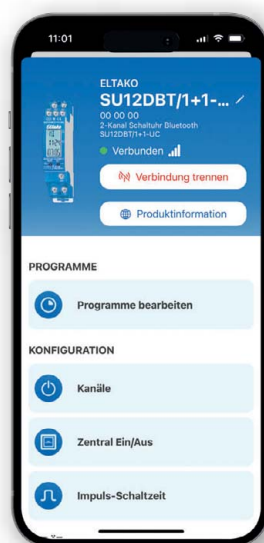 11:01
ELTAKO
SU12DBT/1+1-...
00 00 00
2-Kanal Schaltuhr Bluetooth
SU12DBT/1+1-UC
Verbunden
Verbindung trennen
Produktinformation
PROGRAMME
Programme bearbeiten
KONFIGURATION
Kanäle
Zentral Ein/Aus
Impuls-Schaltzeit